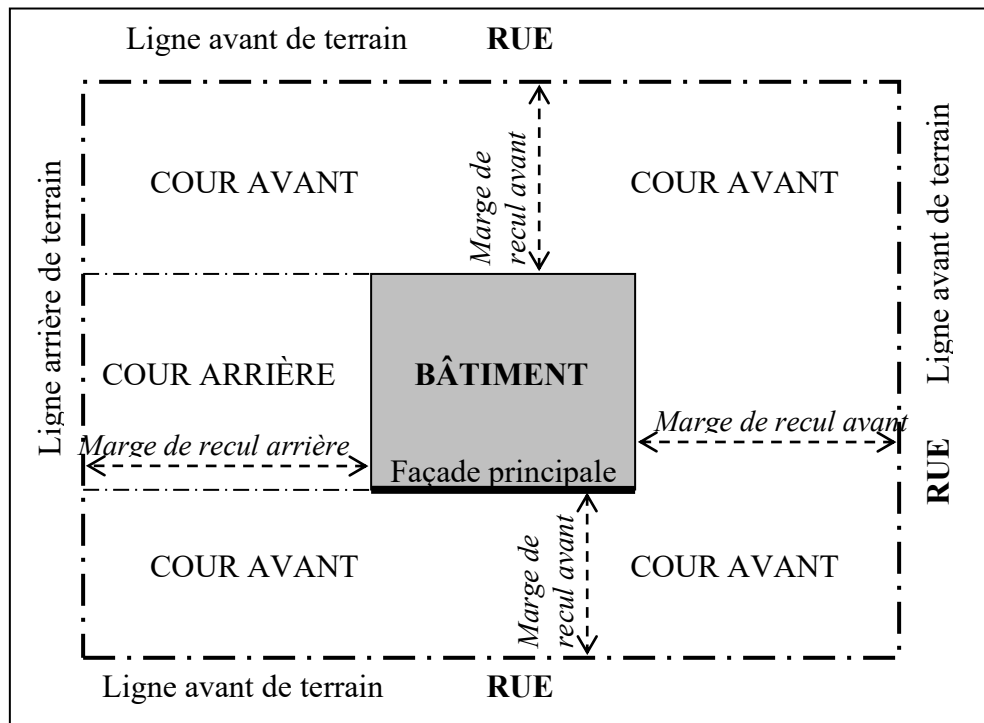 Ligne avant de terrain RUE
COUR AVANT
Marge de
recul avant
COUR AVANT
Ligne arrière de terrain
Ligne avant de terrain
COUR ARRIÈRE
BÂTIMENT
Marge de recul arrière
Marge de recul avant
RUE
Façade principale
COUR AVANT
Marge de
recul avant
COUR AVANT
Ligne avant de terrain RUE